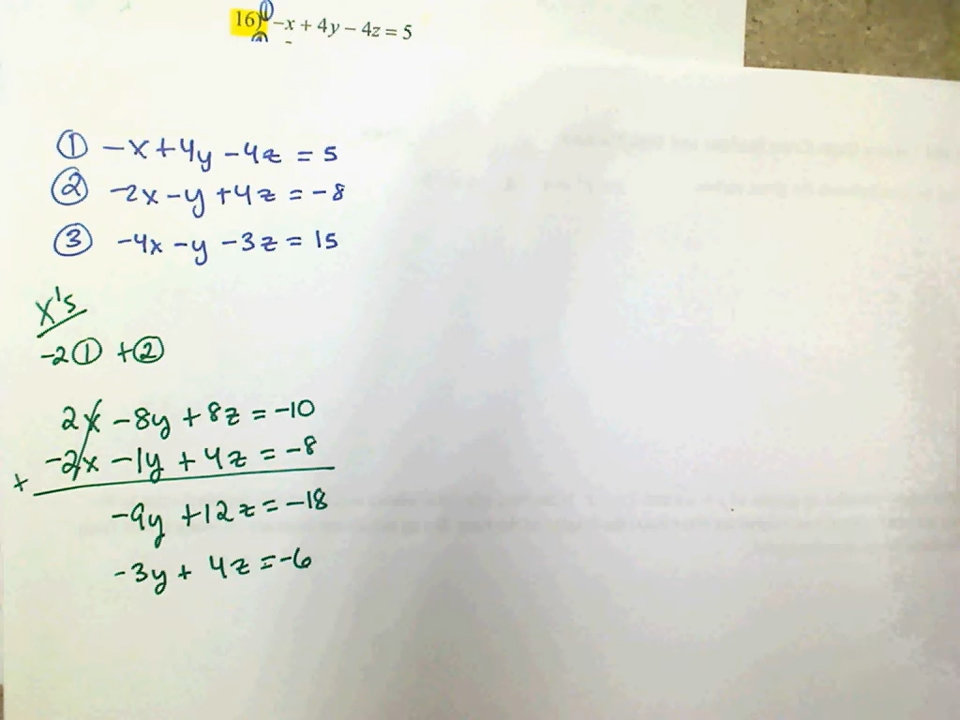 16) ① -x + 4y - 4z = 5
① -x + 4y - 4z = 5
② -2x - y + 4z = -8
③ -4x - y - 3z = 15
X's
-2① + ②
2x - 8y + 8z = -10
+ -2x - 1y + 4z = -8
-9y + 12z = -18
-3y + 4z = -6